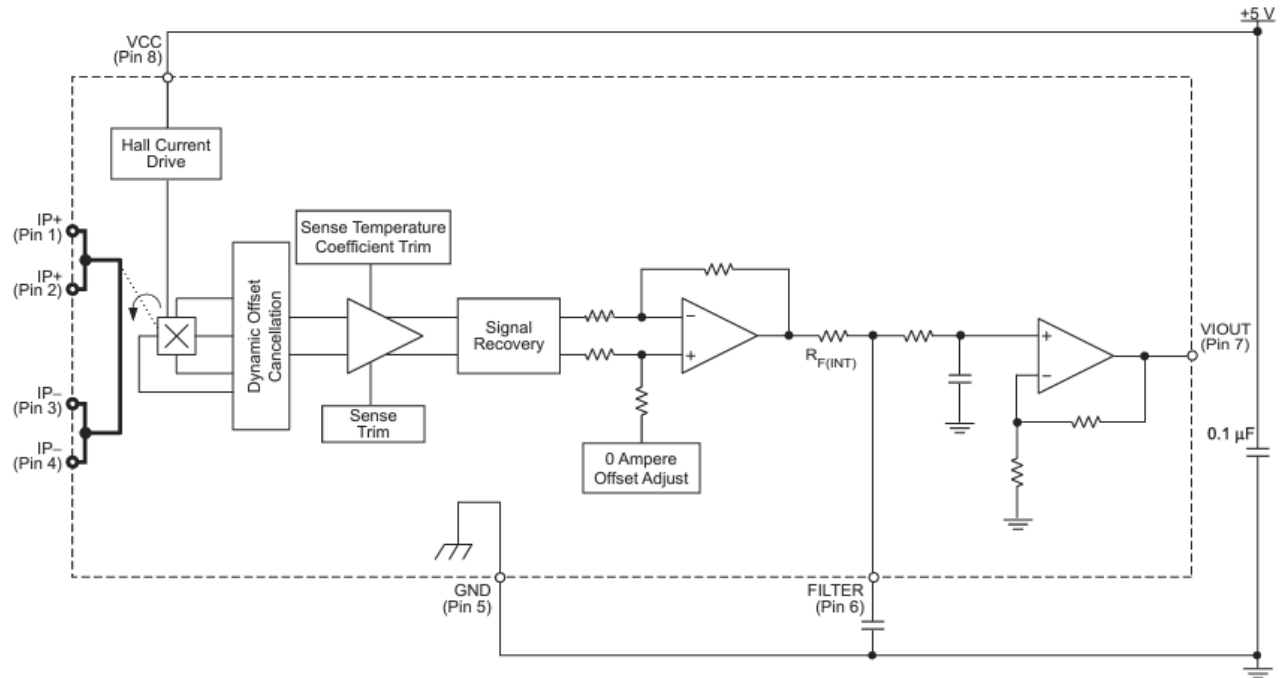 +5 V
VCC
(Pin 8)
Hall Current
Drive
IP+
(Pin 1)
IP+
(Pin 2)
IP–
(Pin 3)
IP–
(Pin 4)
Dynamic Offset
Cancellation
Sense Temperature
Coefficient Trim
Sense
Trim
Signal
Recovery
0 Ampere
Offset Adjust
–
+
RF(INT)
+
–
VIOUT
(Pin 7)
0.1 μF
GND
(Pin 5)
FILTER
(Pin 6)